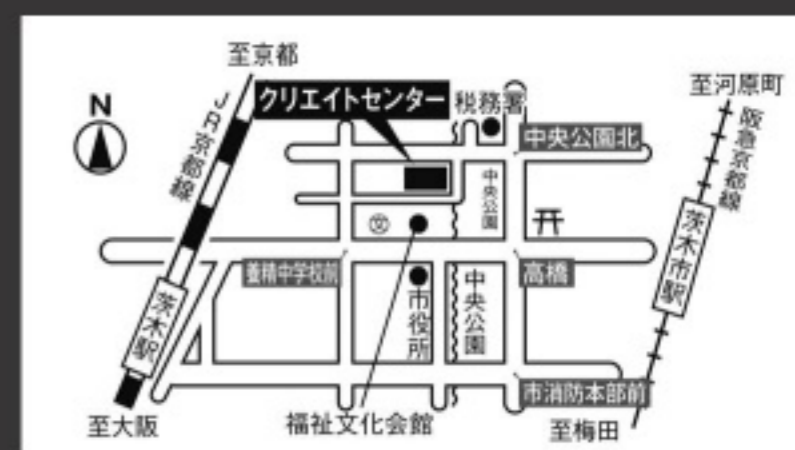 至京都
N
JR京都線
クリエイトセンター
税務署
中央公園北
至河原町
阪急京都線
中央公園
文
養精中学校前
高橋
茨木市駅
茨木駅
市役所
中央公園
市消防本部前
至大阪
福祉文化会館
至梅田